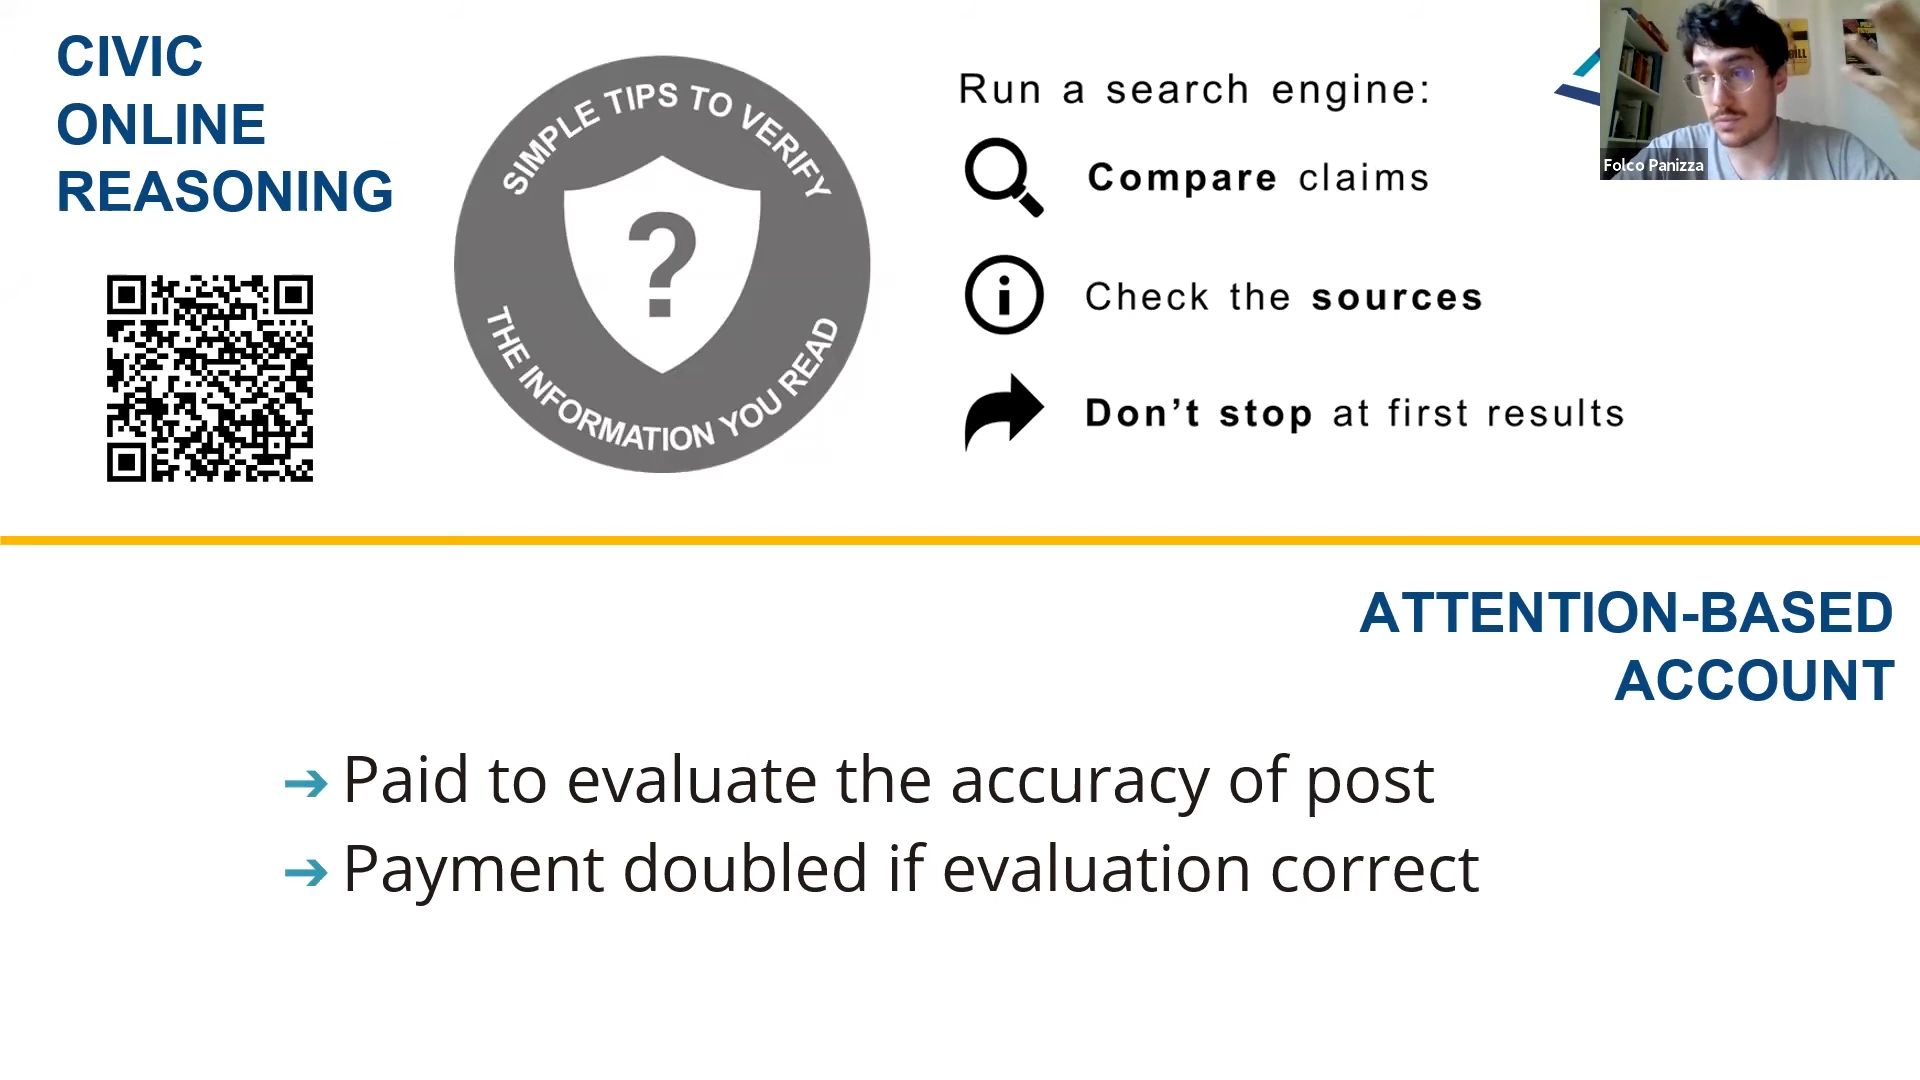 CIVIC
ONLINE
REASONING
SIMPLE TIPS TO VERIFY
?
THE INFORMATION YOU READ
Run a search engine:
Compare claims
Check the sources
Don’t stop at first results
Folco Panizza
ATTENTION-BASED
ACCOUNT
➔ Paid to evaluate the accuracy of post
➔ Payment doubled if evaluation correct